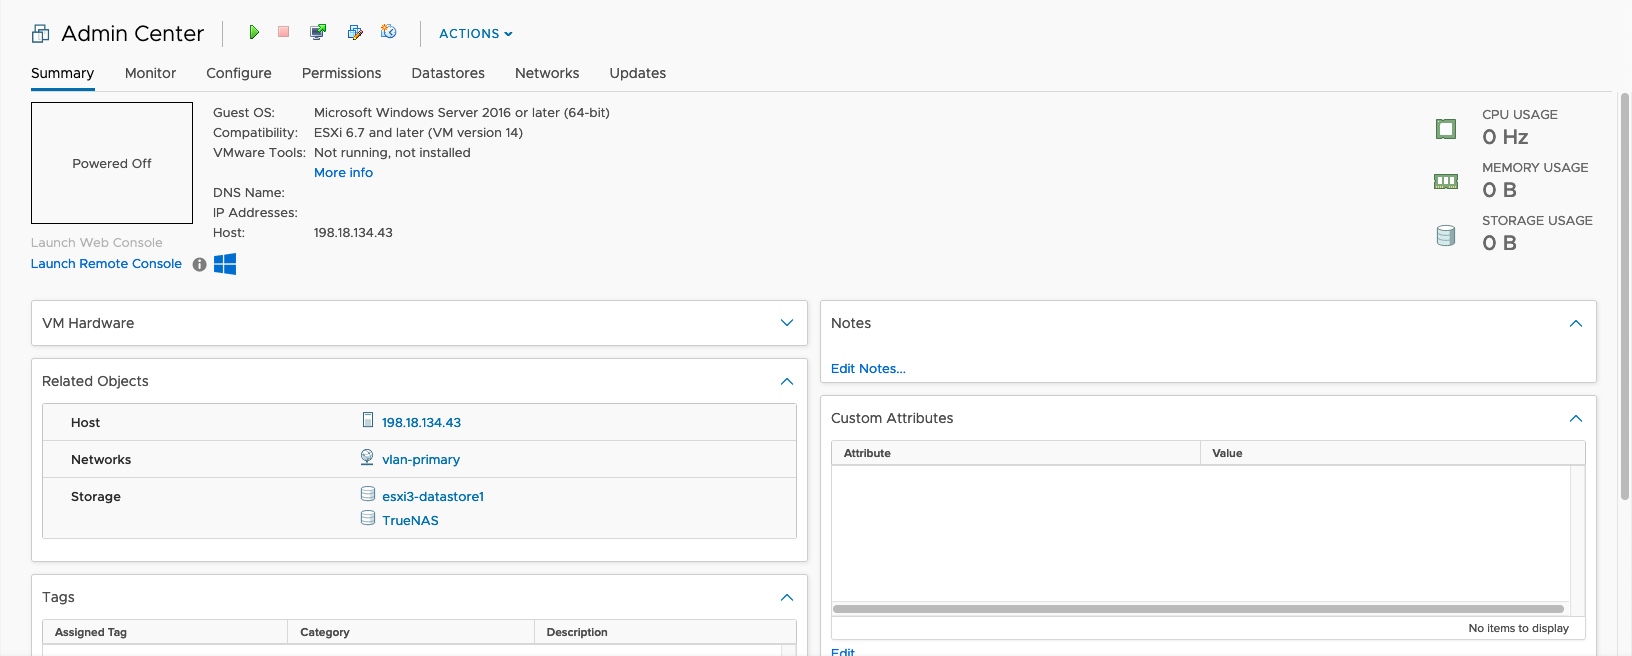 Admin Center
ACTIONS
Summary Monitor Configure Permissions Datastores Networks Updates
Powered Off
Guest OS: Microsoft Windows Server 2016 or later (64-bit)
Compatibility: ESXi 6.7 and later (VM version 14)
VMware Tools: Not running, not installed
More info
DNS Name:
IP Addresses:
Host: 198.18.134.43
Launch Web Console
Launch Remote Console
CPU USAGE
0 Hz
MEMORY USAGE
0 B
STORAGE USAGE
0 B
VM Hardware
Related Objects
Host 198.18.134.43
Networks vlan-primary
Storage esxi3-datastore1
TrueNAS
Tags
Assigned Tag Category Description
Notes
Edit Notes...
Custom Attributes
Attribute Value
No items to display
Edit